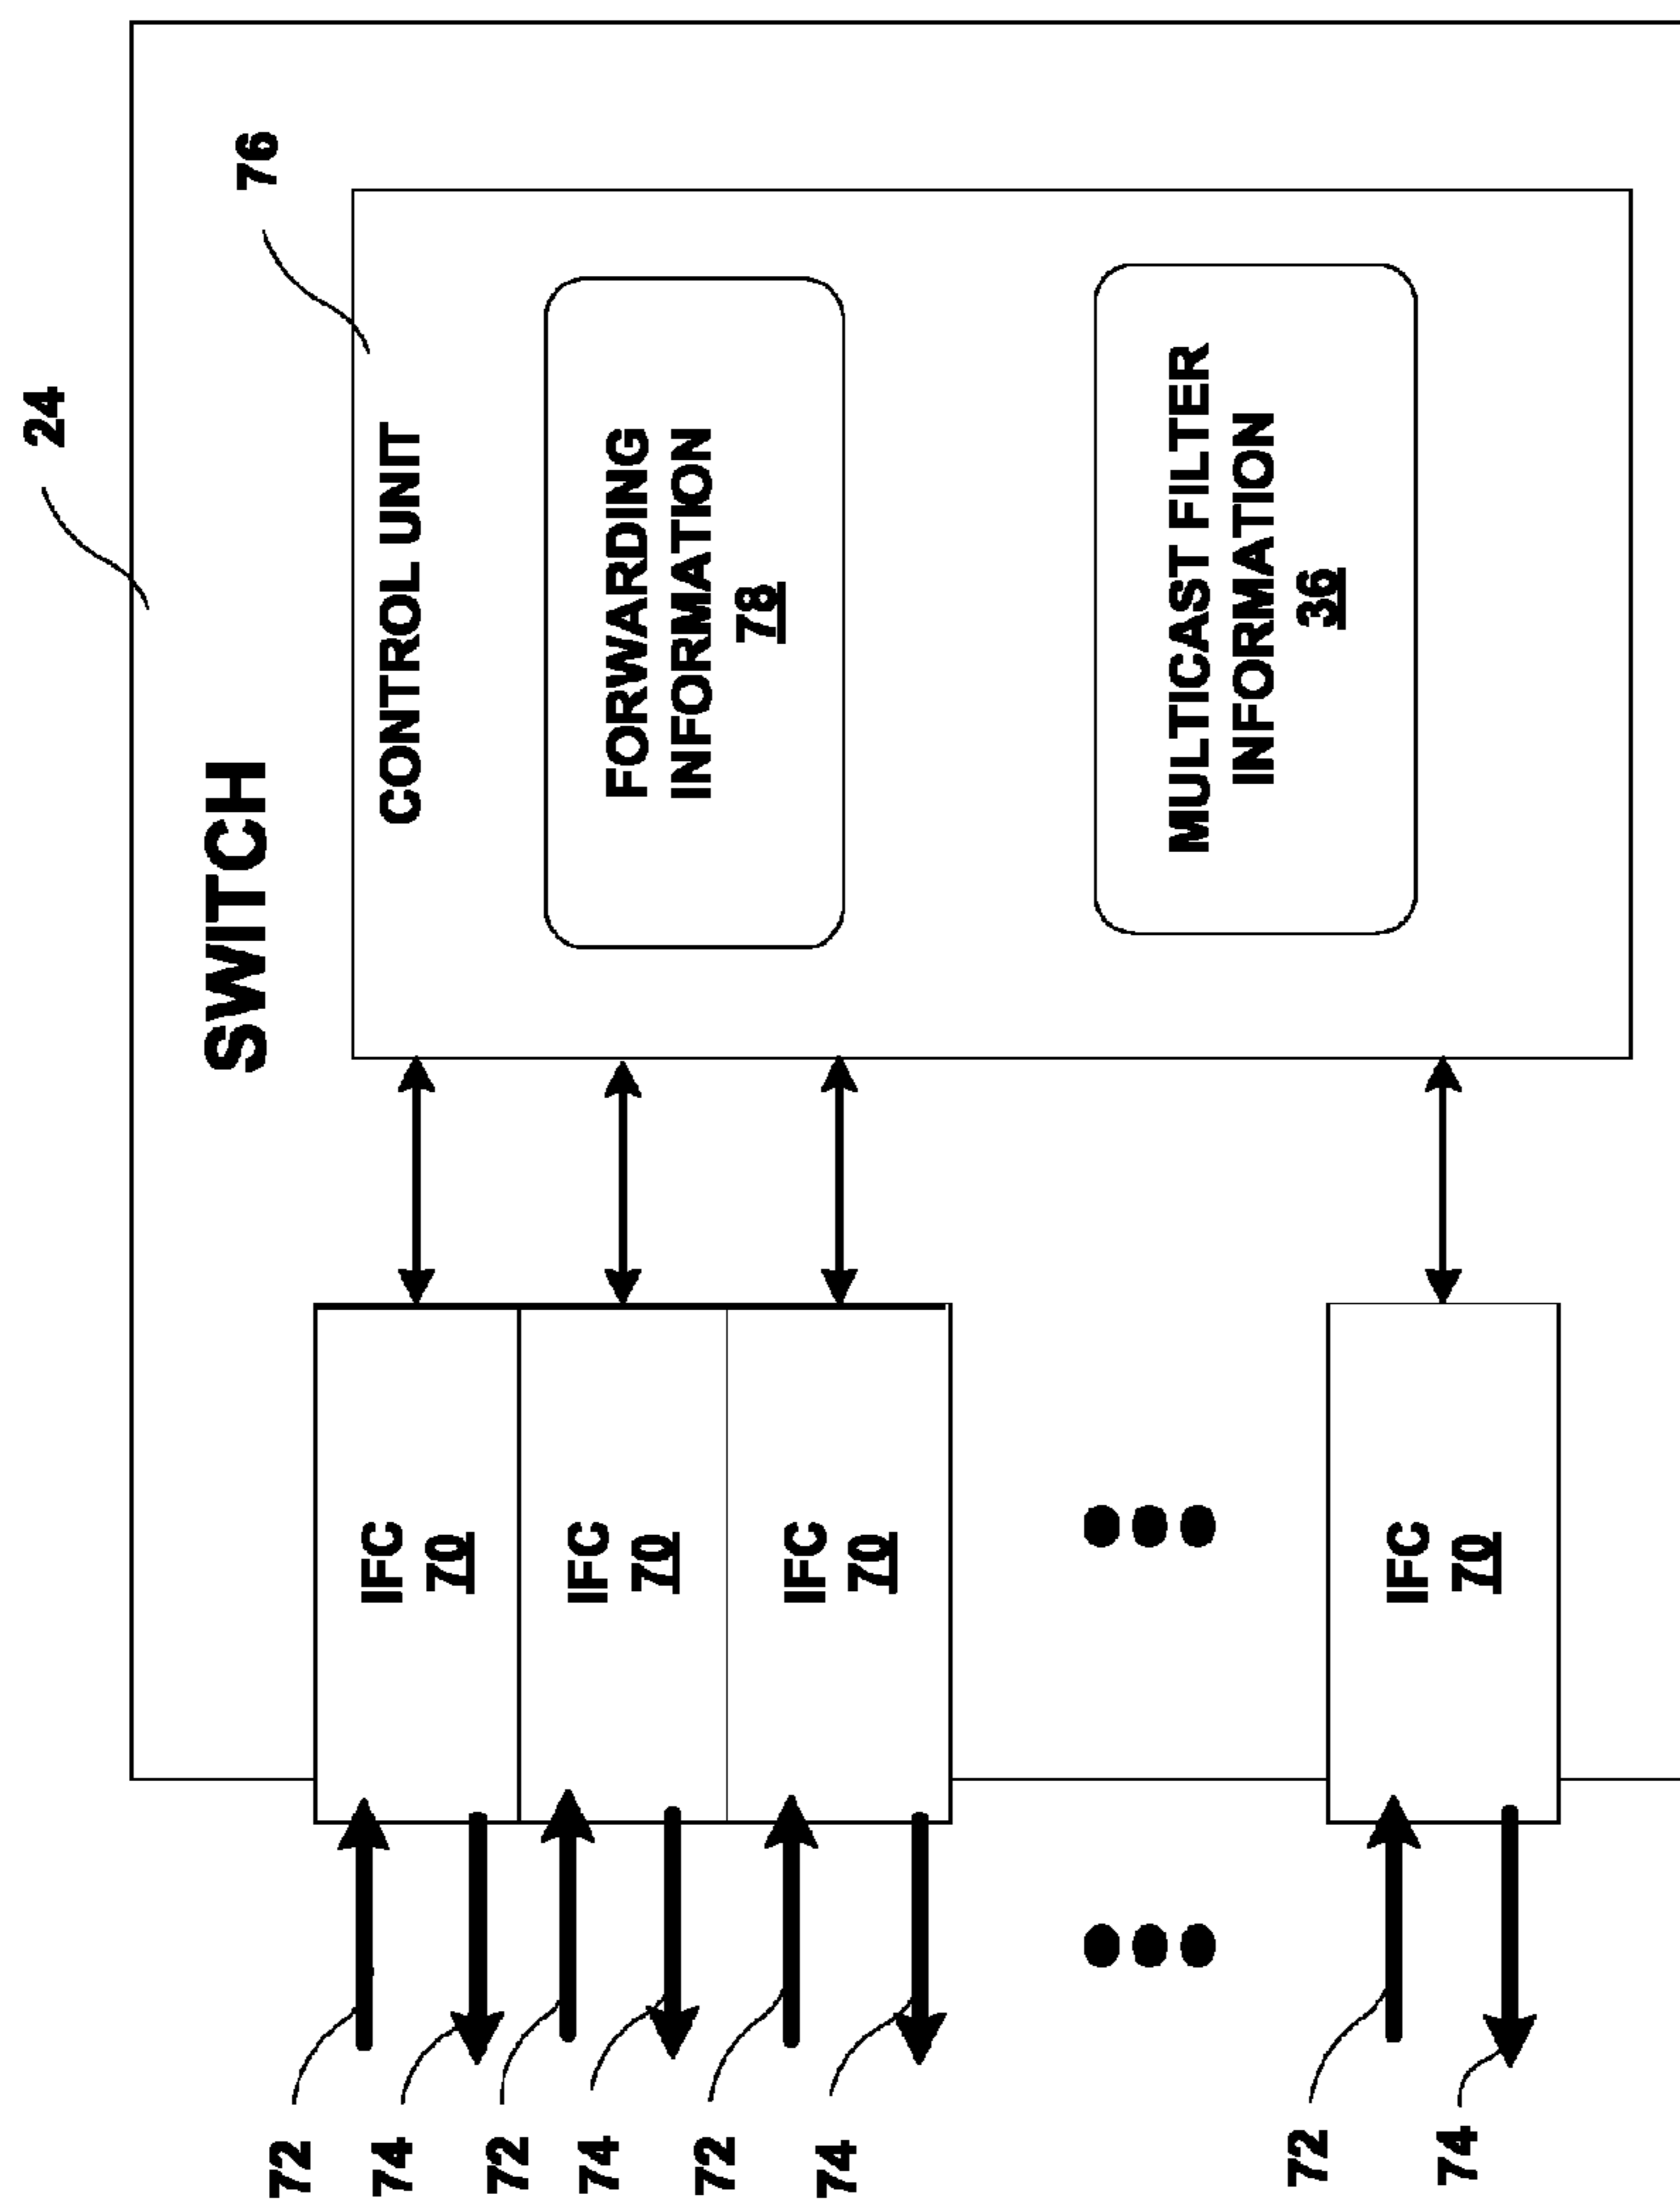 24
SWITCH
76
CONTROL UNIT
FORWARDING
INFORMATION
78
MULTICAST FILTER
INFORMATION
36
IFC
70
IFC
70
IFC
70
IFC
70
72
74
72
74
72
74
72
74